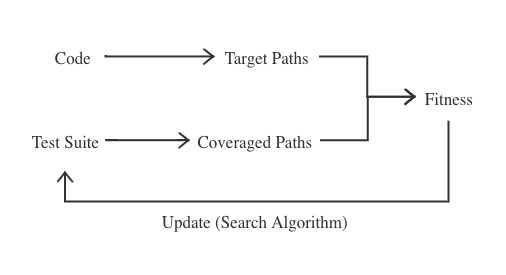 Code
Target Paths
Fitness
Test Suite
Coveraged Paths
Update (Search Algorithm)